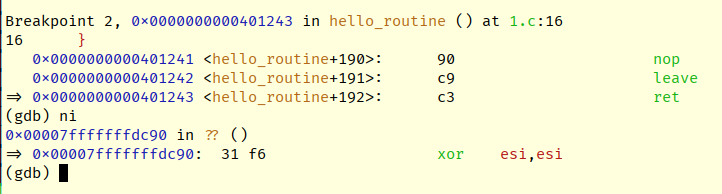 Breakpoint 2, 0x0000000000401243 in hello_routine () at 1.c:16
16      }
   0x0000000000401241 <hello_routine+190>:      90                      nop
   0x0000000000401242 <hello_routine+191>:      c9                      leave
=> 0x0000000000401243 <hello_routine+192>:      c3                      ret
(gdb) ni
0x00007fffffffdc90 in ?? ()
=> 0x00007fffffffdc90:  31 f6                   xor    esi,esi
(gdb)